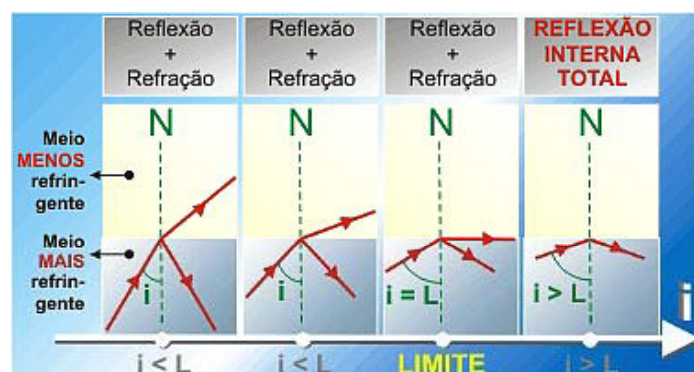 Reflexão
+
Refração
Reflexão
+
Refração
Reflexão
+
Refração
REFLEXÃO
INTERNA
TOTAL
N
N
N
N
Meio
MENOS
refrin-
gente
Meio
MAIS
refrin-
gente
i
i
i = L
i > L
i
i < L
i < L
LIMITE
i > L